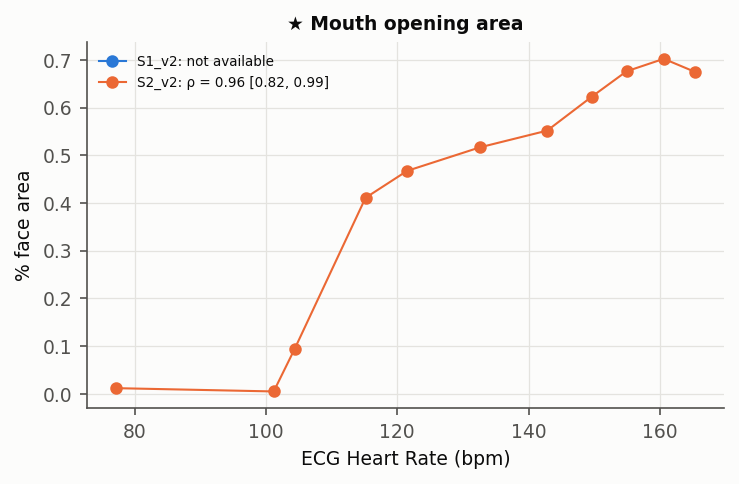 ★ Mouth opening area
S1_v2: not available
S2_v2: ρ = 0.96 [0.82, 0.99]
% face area
0.7
0.6
0.5
0.4
0.3
0.2
0.1
0.0
80 100 120 140 160
ECG Heart Rate (bpm)